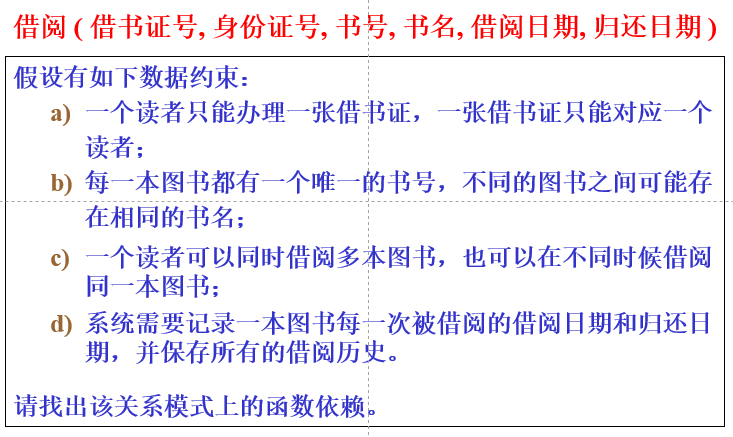 借阅 ( 借书证号, 身份证号, 书号, 书名, 借阅日期, 归还日期 )
假设有如下数据约束:
a) 一个读者只能办理一张借书证，一张借书证只能对应一个
读者；
b) 每一本图书都有一个唯一的书号，不同的图书之间可能存
在相同的书名；
c) 一个读者可以同时借阅多本图书，也可以在不同时候借阅
同一本图书；
d) 系统需要记录一本图书每一次被借阅的借阅日期和归还日
期，并保存所有的借阅历史。
请找出该关系模式上的函数依赖。